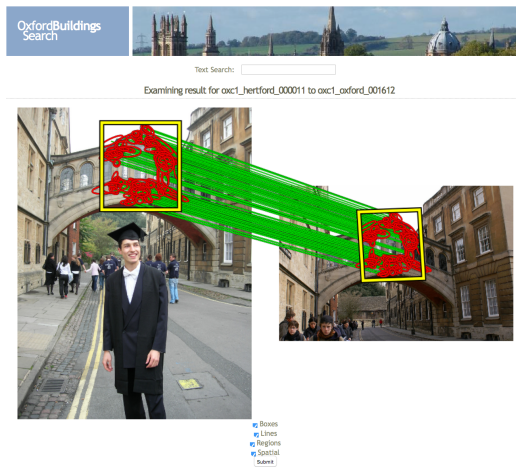 OxfordBuildings
Search
Text Search:
Examining result for oxc1_hertford_000011 to oxc1_oxford_001612
Boxes
Lines
Regions
Spatial
Submit